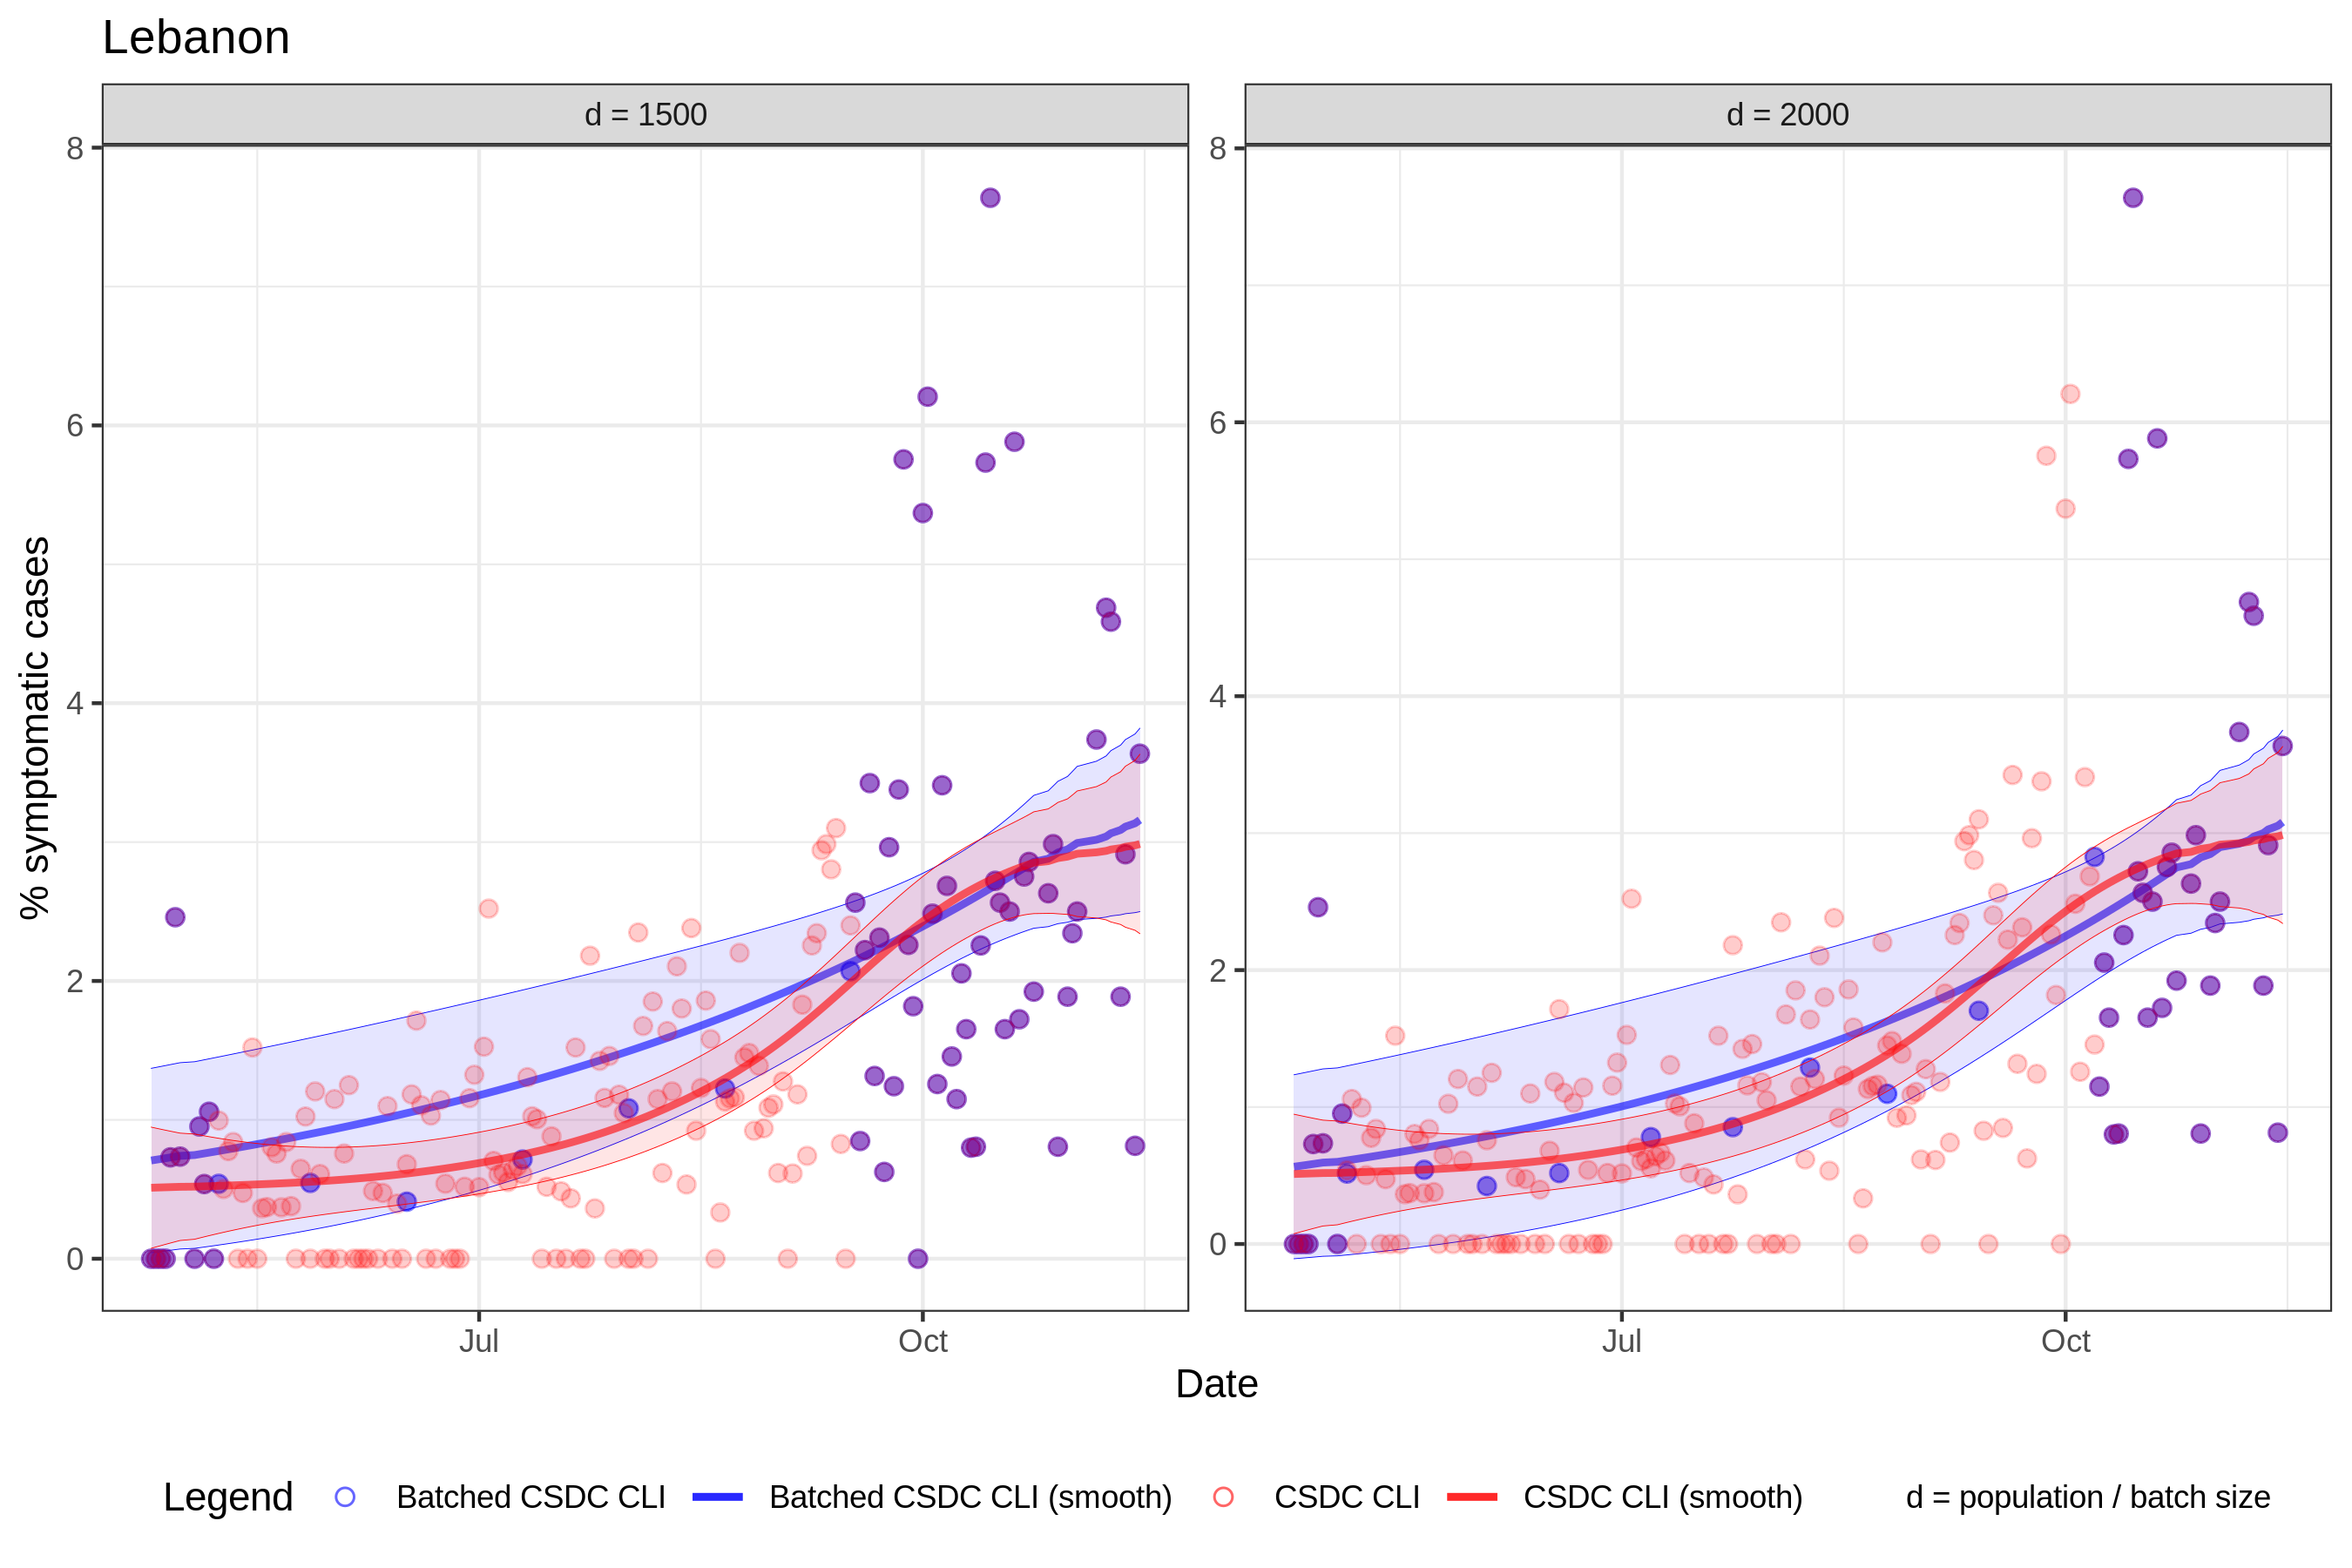 Lebanon
d = 1500
d = 2000
8
6
4
2
0
8
6
4
2
0
% symptomatic cases
Jul
Oct
Jul
Oct
Date
Legend
Batched CSDC CLI
Batched CSDC CLI (smooth)
CSDC CLI
CSDC CLI (smooth)
d = population / batch size